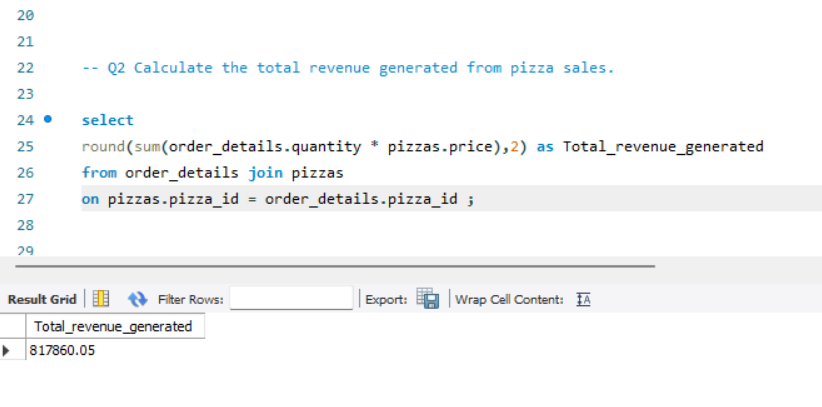 20
21
22 -- Q2 Calculate the total revenue generated from pizza sales.
23
24 select
25 round(sum(order_details.quantity * pizzas.price),2) as Total_revenue_generated
26 from order_details join pizzas
27 on pizzas.pizza_id = order_details.pizza_id ;
28
29
Result Grid Filter Rows: Export: Wrap Cell Content: IA
Total_revenue_generated
817860.05